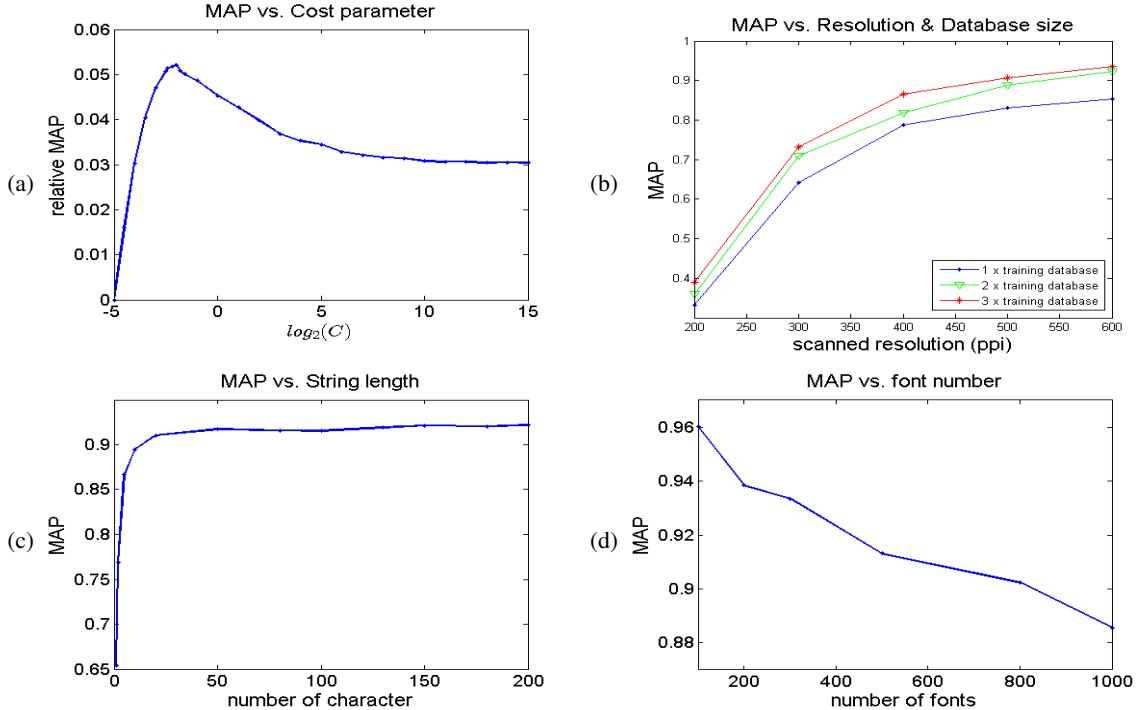 MAP vs. Cost parameter
(a)
relative MAP
0.06
0.05
0.04
0.03
0.02
0.01
0
-5 0 5 10 15
log2(C)
MAP vs. Resolution & Database size
(b)
MAP
1
0.9
0.8
0.7
0.6
0.5
0.4
1 x training database
2 x training database
3 x training database
200 250 300 350 400 450 500 550 600
scanned resolution (ppi)
MAP vs. String length
(c)
MAP
0.9
0.85
0.8
0.75
0.7
0.65
0 50 100 150 200
number of character
MAP vs. font number
(d)
MAP
0.96
0.94
0.92
0.9
0.88
200 400 600 800 1000
number of fonts